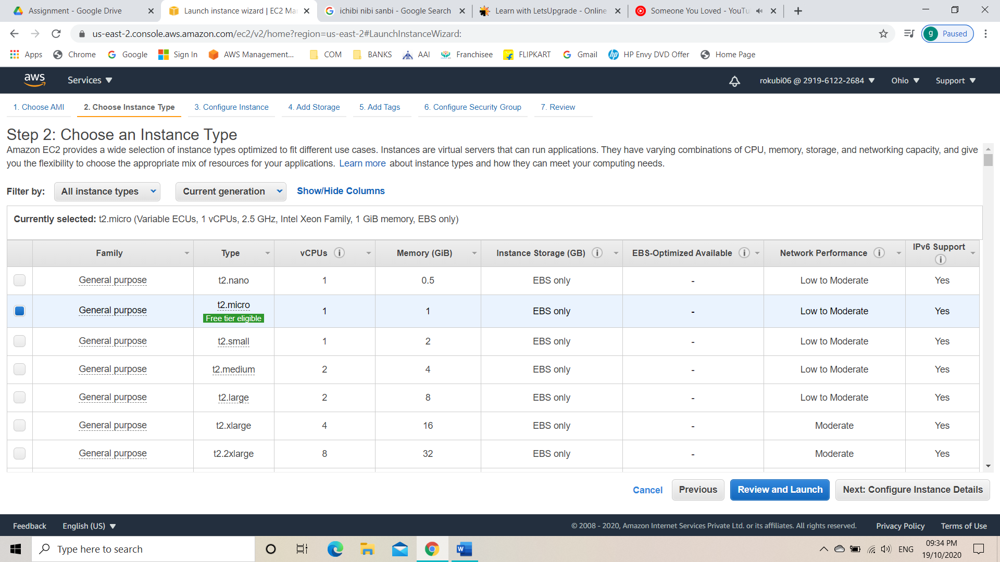 Assignment - Google Drive
Launch instance wizard | EC2 Mar
ichibi nibi sanbi - Google Search
Learn with LetsUpgrade - Online
Someone You Loved - YouTu
us-east-2.console.aws.amazon.com/ec2/v2/home?region=us-east-2#LaunchInstanceWizard:
g Paused
Apps Chrome Google Sign In AWS Management... COM BANKS AAI Franchisee FLIPKART Gmail HP Envy DVD Offer Home Page
aws Services rokubi06 @ 2919-6122-2684 Ohio Support
1. Choose AMI 2. Choose Instance Type 3. Configure Instance 4. Add Storage 5. Add Tags 6. Configure Security Group 7. Review
Step 2: Choose an Instance Type
Amazon EC2 provides a wide selection of instance types optimized to fit different use cases. Instances are virtual servers that can run applications. They have varying combinations of CPU, memory, storage, and networking capacity, and give
you the flexibility to choose the appropriate mix of resources for your applications. Learn more about instance types and how they can meet your computing needs.
Filter by: All instance types Current generation Show/Hide Columns
Currently selected: t2.micro (Variable ECUs, 1 vCPUs, 2.5 GHz, Intel Xeon Family, 1 GiB memory, EBS only)
Family Type vCPUs Memory (GiB) Instance Storage (GB) EBS-Optimized Available Network Performance IPv6 Support
General purpose t2.nano 1 0.5 EBS only - Low to Moderate Yes
General purpose t2.micro 1 1 EBS only - Low to Moderate Yes
Free tier eligible
General purpose t2.small 1 2 EBS only - Low to Moderate Yes
General purpose t2.medium 2 4 EBS only - Low to Moderate Yes
General purpose t2.large 2 8 EBS only - Low to Moderate Yes
General purpose t2.xlarge 4 16 EBS only - Moderate Yes
General purpose t2.2xlarge 8 32 EBS only - Moderate Yes
Cancel Previous Review and Launch Next: Configure Instance Details
Feedback English (US) © 2008 - 2020, Amazon Internet Services Private Ltd. or its affiliates. All rights reserved. Privacy Policy Terms of Use
Type here to search
ENG
09:34 PM
19/10/2020